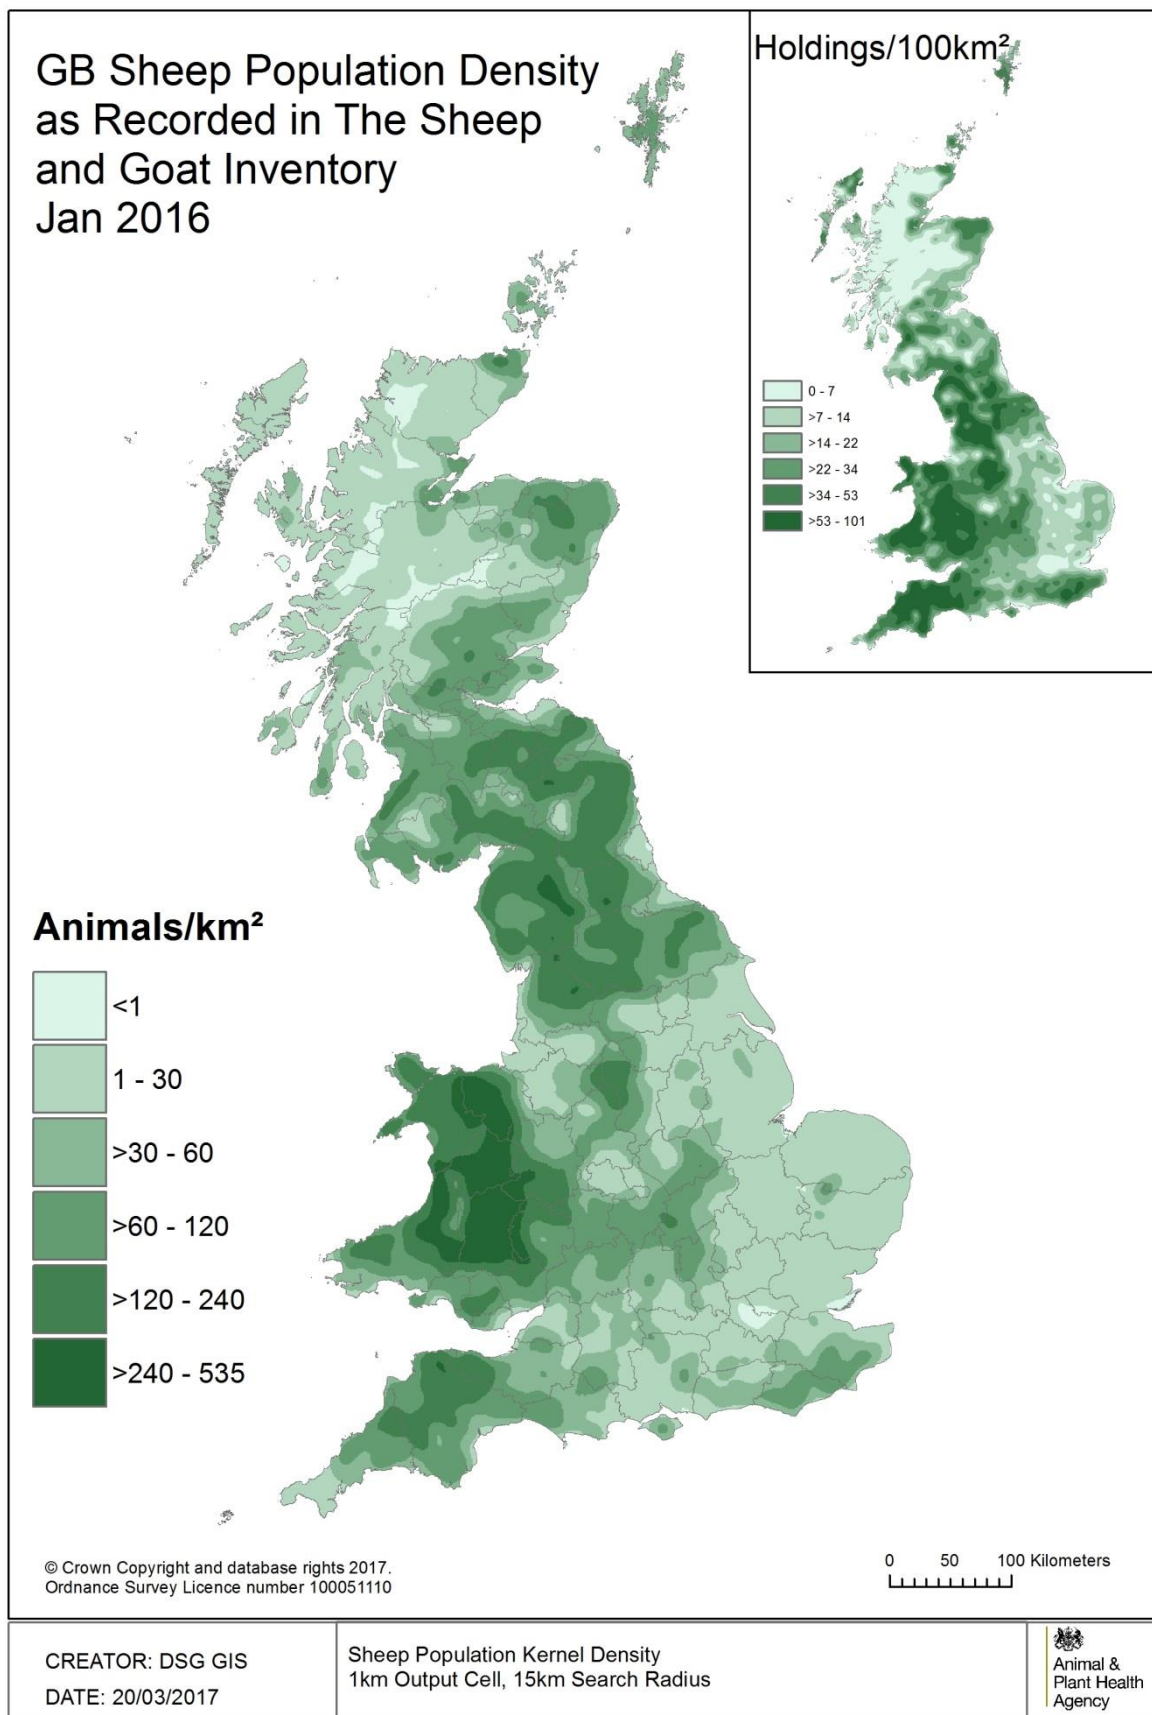 GB Sheep Population Density
as Recorded in The Sheep
and Goat Inventory
Jan 2016
Holdings/100km²
0 - 7
>7 - 14
>14 - 22
>22 - 34
>34 - 53
>53 - 101
Animals/km²
<1
1 - 30
>30 - 60
>60 - 120
>120 - 240
>240 - 535
© Crown Copyright and database rights 2017.
Ordnance Survey Licence number 100051110
0 50 100 Kilometers
CREATOR: DSG GIS
DATE: 20/03/2017
Sheep Population Kernel Density
1km Output Cell, 15km Search Radius
Animal &
Plant Health
Agency